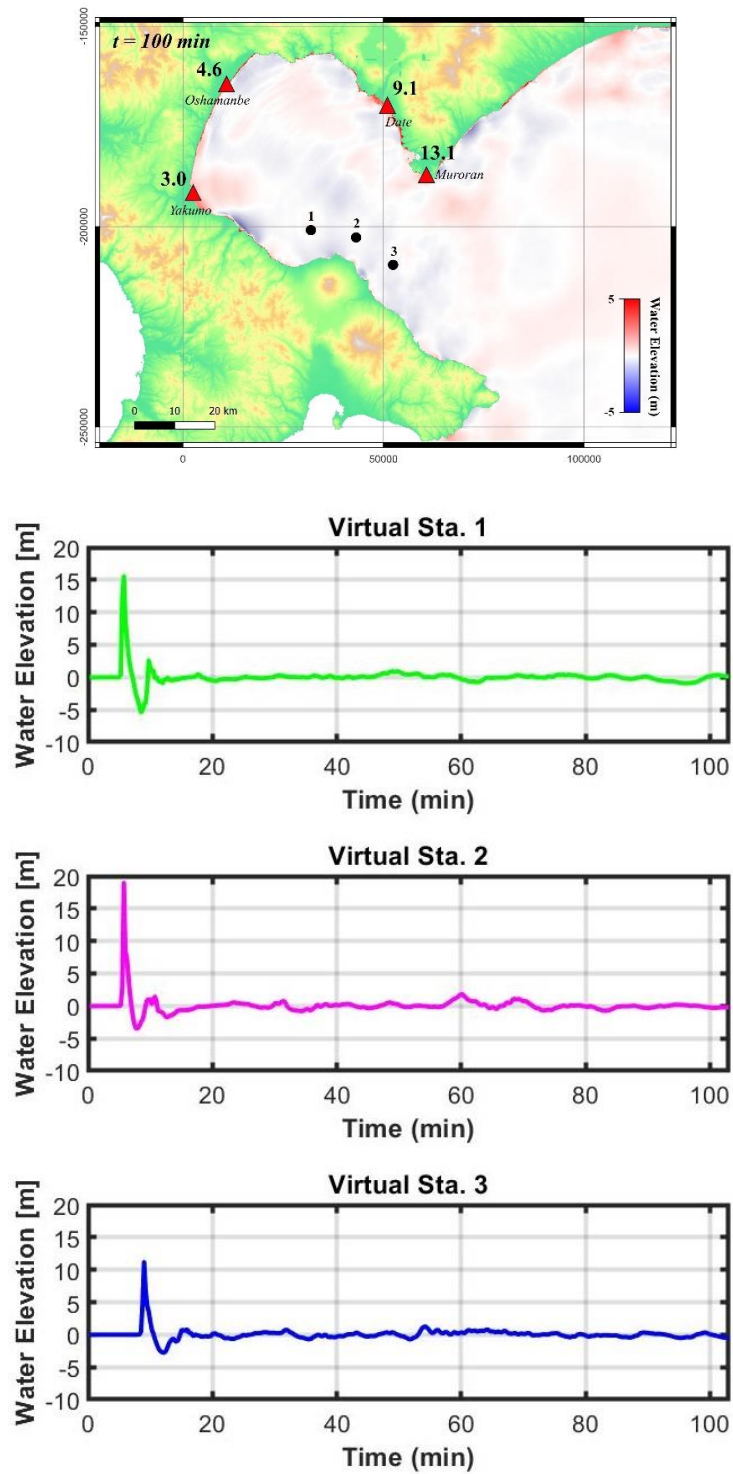 -150000
t = 100 min
4.6
Oshamanbe
9.1
Date
13.1
Muroran
3.0
Yakumo
1
2
3
-200000
5
Water Elevation (m)
-5
0 10 20 km
-250000
0 50000 100000
Virtual Sta. 1
Water Elevation [m]
20
15
10
5
0
-5
-10
0 20 40 60 80 100
Time (min)
Virtual Sta. 2
Water Elevation [m]
20
15
10
5
0
-5
-10
0 20 40 60 80 100
Time (min)
Virtual Sta. 3
Water Elevation [m]
20
15
10
5
0
-5
-10
0 20 40 60 80 100
Time (min)